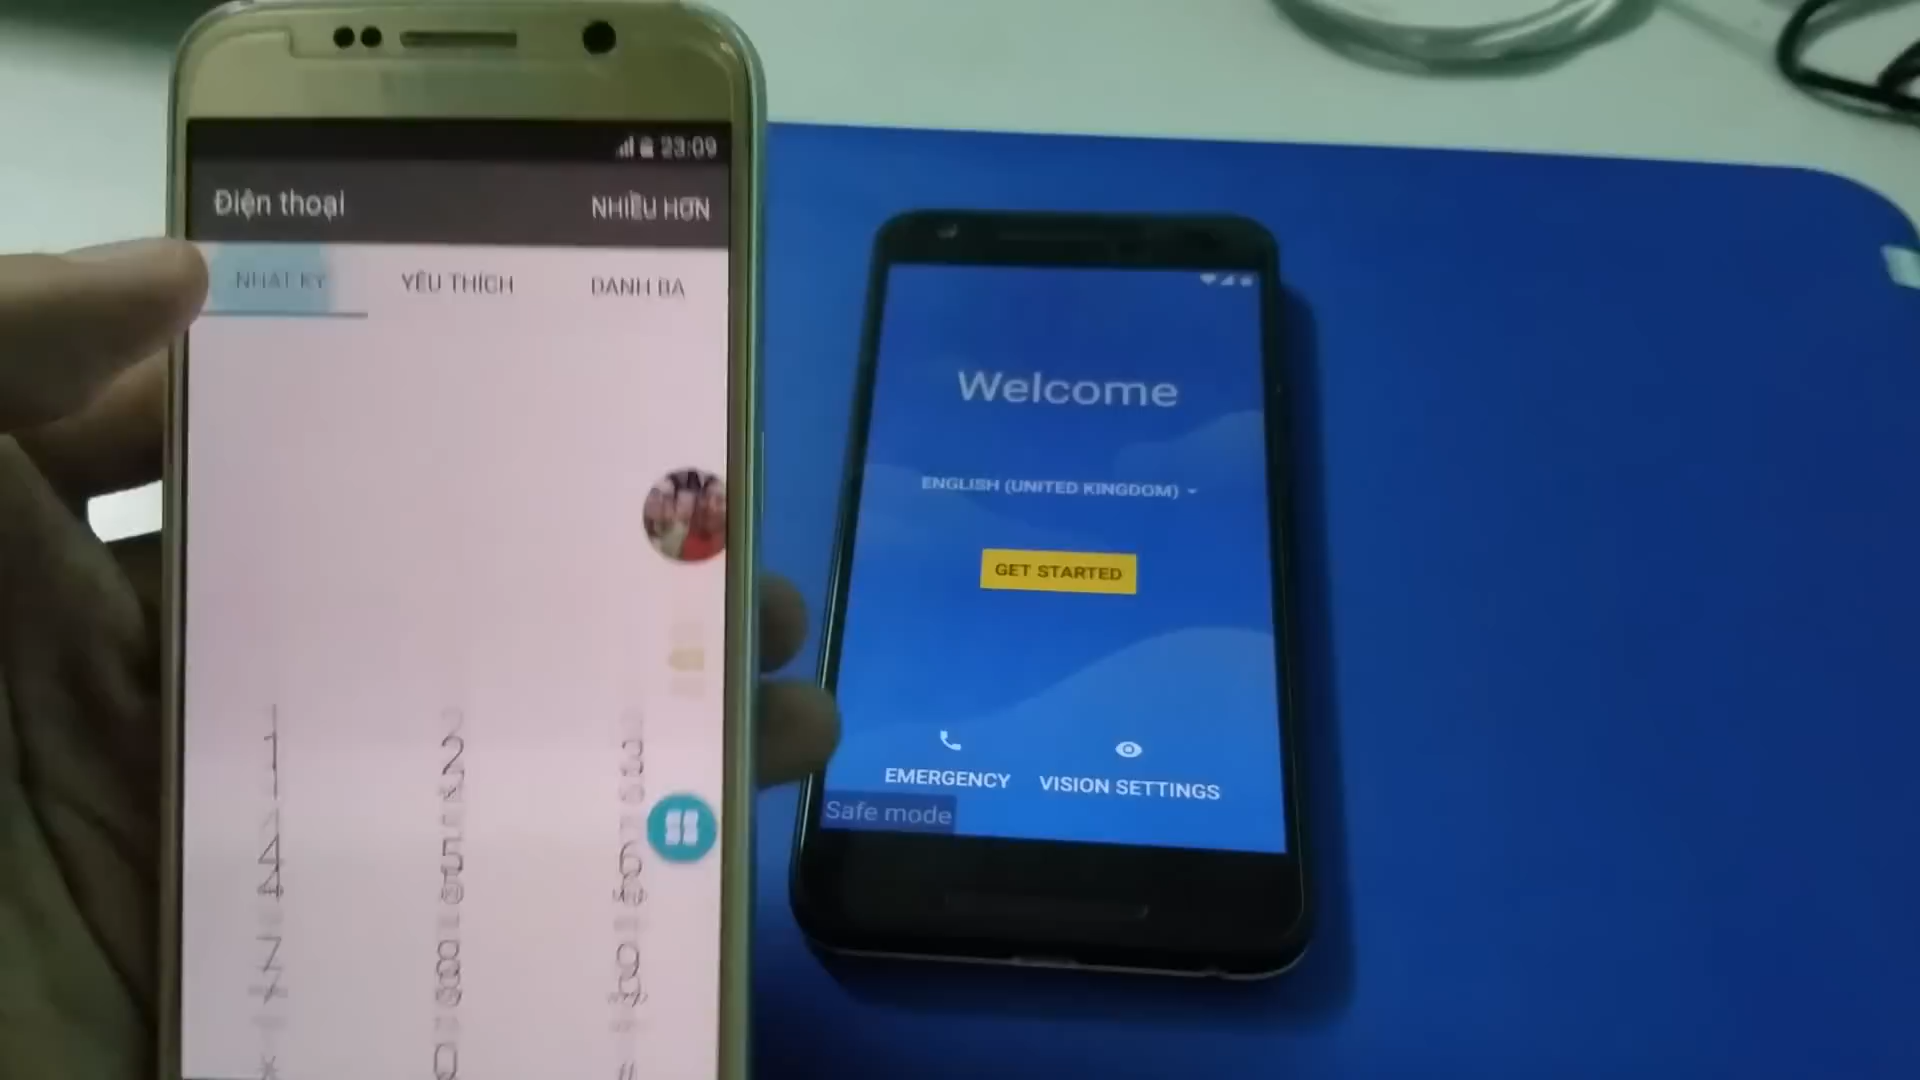 23:09
Điện thoại
NHIỀU HƠN
NHẬT KÝ
YÊU THÍCH
DANH BẠ
1 2 3
4 5 6
7 8 9
* 0 #
Welcome
ENGLISH (UNITED KINGDOM)
GET STARTED
EMERGENCY
VISION SETTINGS
Safe mode